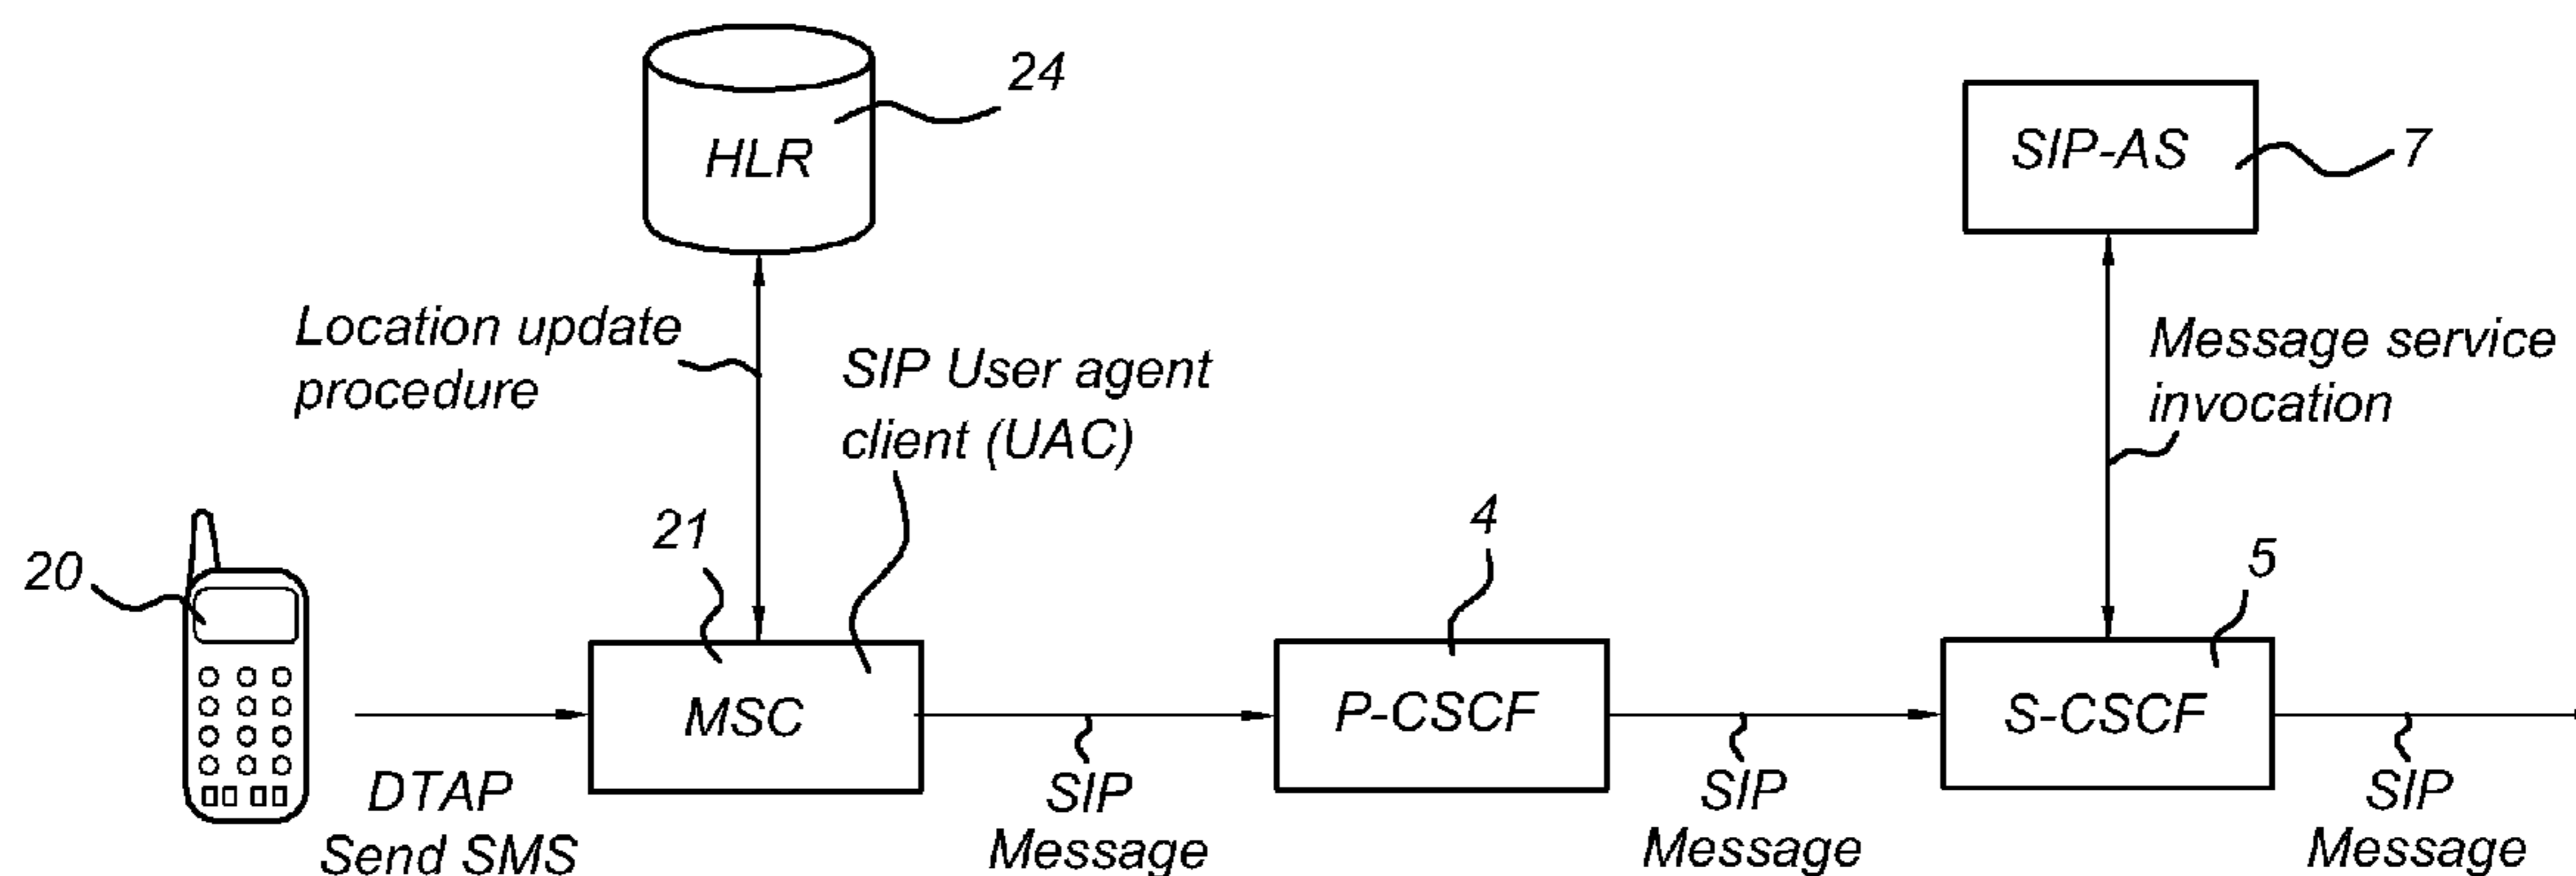 24
HLR
SIP-AS
7
Location update
procedure
SIP User agent
client (UAC)
Message service
invocation
21
4
5
20
MSC
P-CSCF
S-CSCF
DTAP
Send SMS
SIP
Message
SIP
Message
SIP
Message